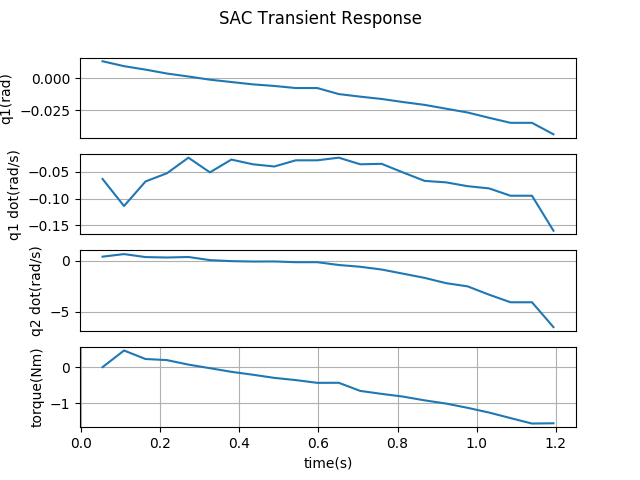 SAC Transient Response
q1(rad)
0.000
−0.025
q1 dot(rad/s)
−0.05
−0.10
−0.15
q2 dot(rad/s)
0
−5
torque(Nm)
0
−1
0.0 0.2 0.4 0.6 0.8 1.0 1.2
time(s)